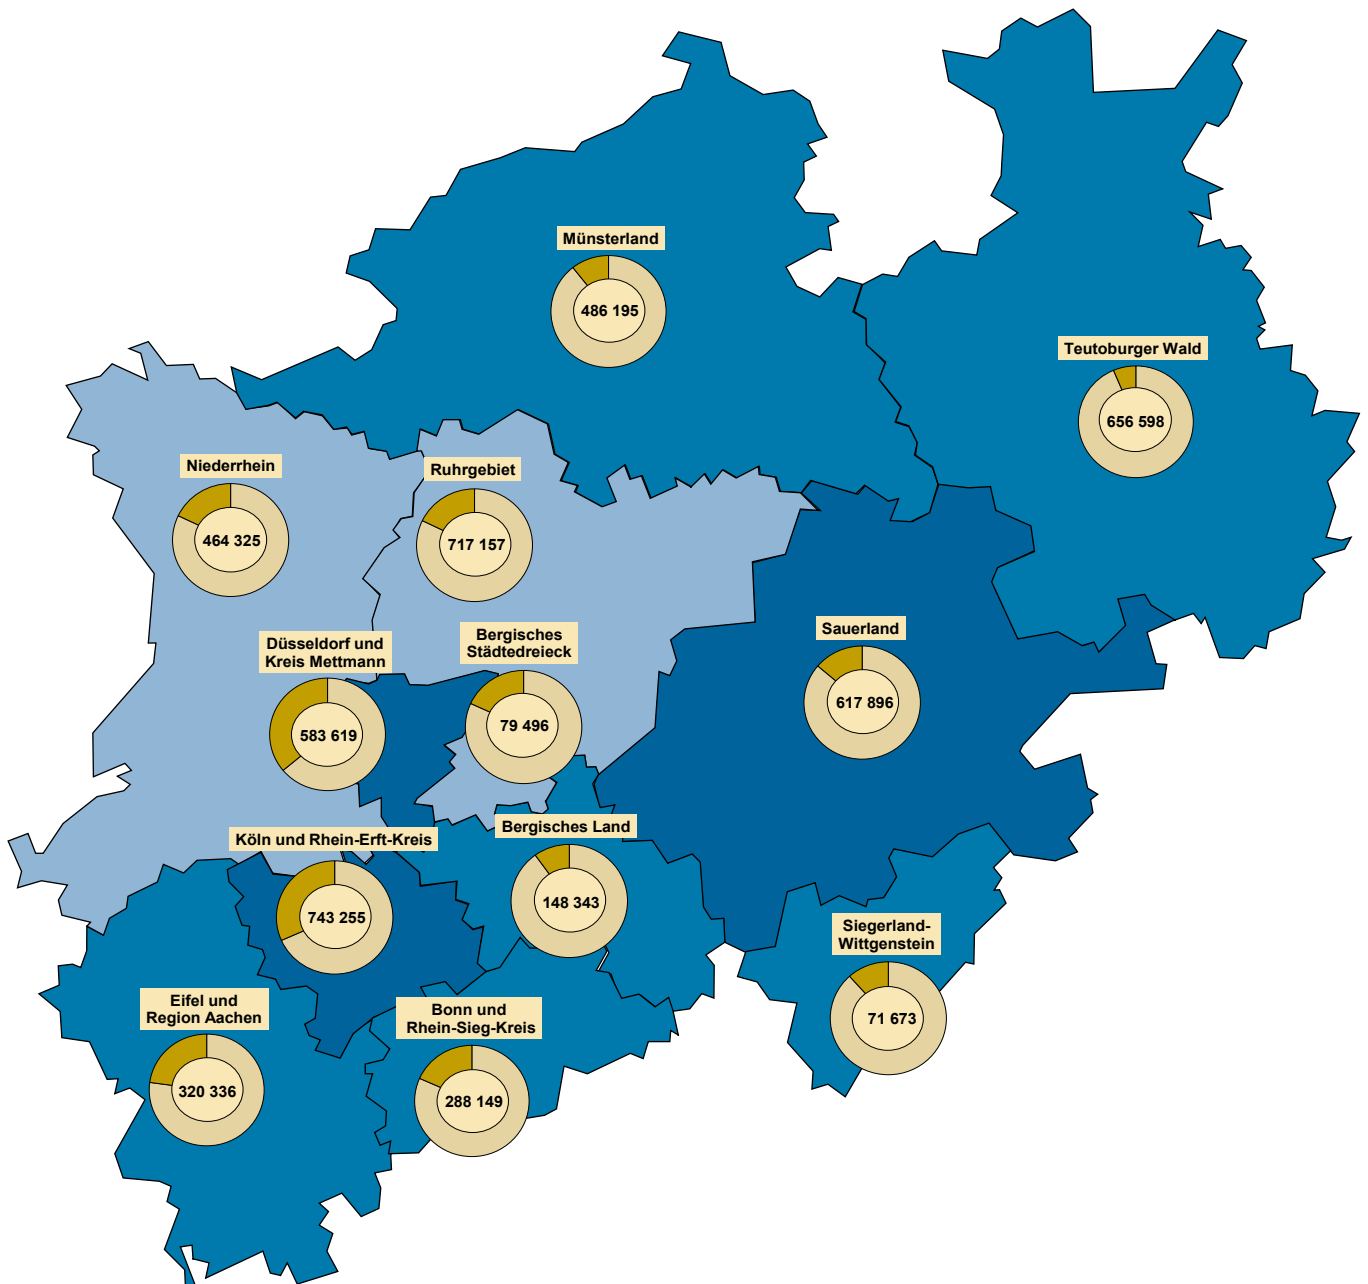 Münsterland
486 195
Teutoburger Wald
656 598
Niederrhein
464 325
Ruhrgebiet
717 157
Düsseldorf und
Kreis Mettmann
583 619
Bergisches
Städtedreieck
79 496
Sauerland
617 896
Köln und Rhein-Erft-Kreis
743 255
Bergisches Land
148 343
Siegerland-
Wittgenstein
71 673
Eifel und
Region Aachen
320 336
Bonn und
Rhein-Sieg-Kreis
288 149